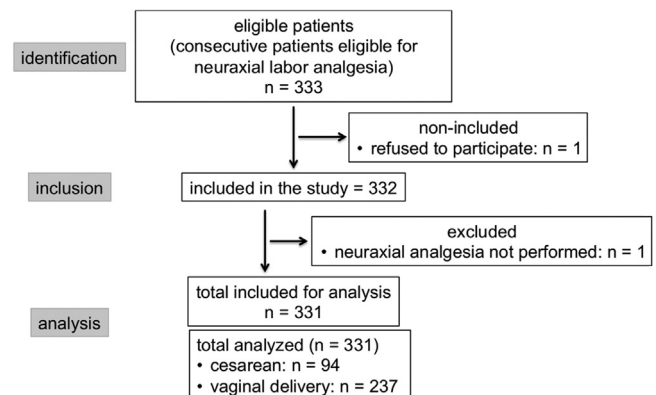 eligible patients
(consecutive patients eligible for
neuraxial labor analgesia)
n = 333
identification
non-included
• refused to participate: n = 1
inclusion
included in the study = 332
excluded
• neuraxial analgesia not performed: n = 1
total included for analysis
n = 331
analysis
total analyzed (n = 331)
• cesarean: n = 94
• vaginal delivery: n = 237